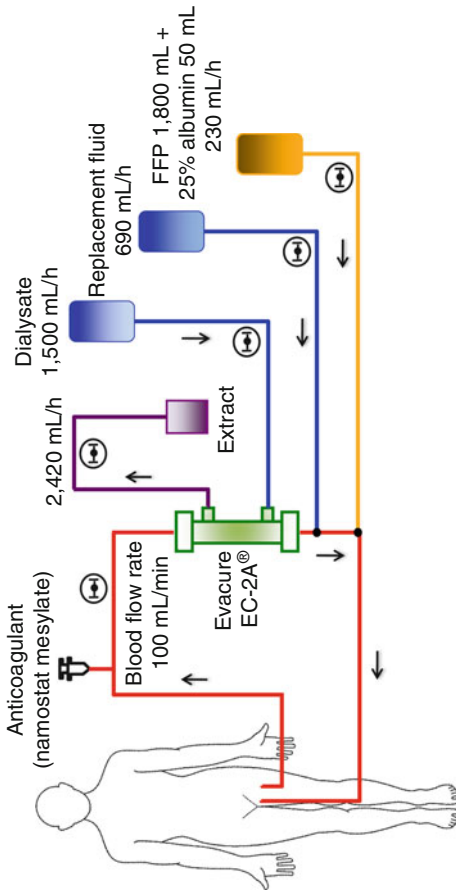 Anticoagulant
(namostat mesylate)
Blood flow rate
100 mL/min
Evacure
EC-2A®
2,420 mL/h
Extract
Dialysate
1,500 mL/h
Replacement fluid
690 mL/h
FFP 1,800 mL +
25% albumin 50 mL
230 mL/h